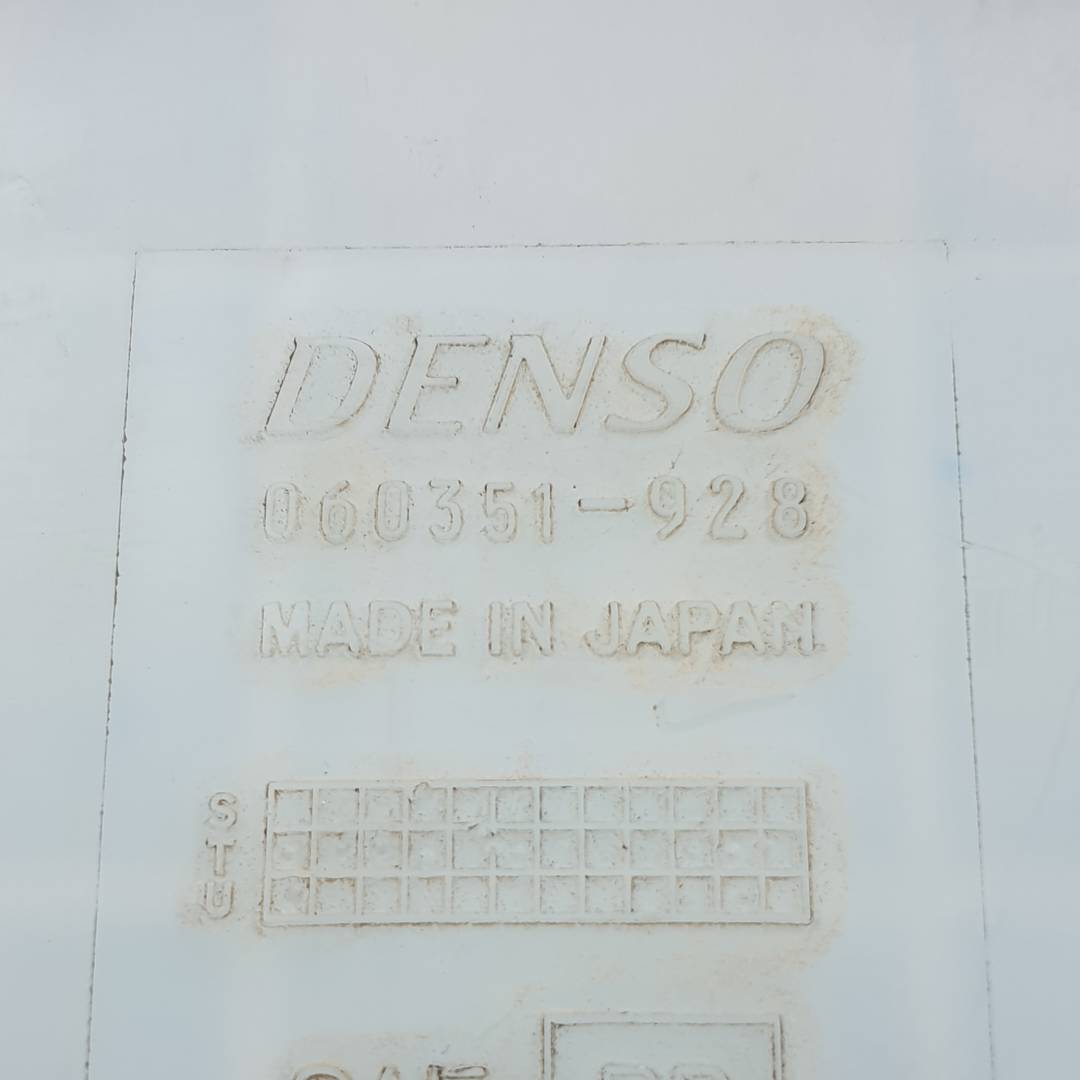 DENSO
060351-928
MADE IN JAPAN
S
T
U